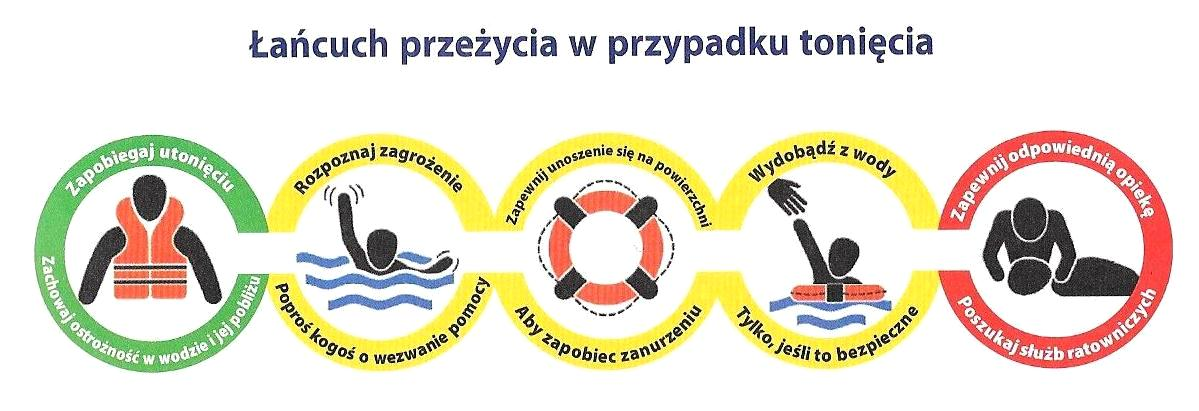 Łańcuch przeżycia w przypadku tonięcia
Zapobiegaj utonięciu
Zachowaj ostrożność w wodzie i jej pobliżu
Rozpoznaj zagrożenie
Poproś kogoś o wezwanie pomocy
Zapewnij unoszenie się na powierzchni
Aby zapobiec zanurzeniu
Wydobądź z wody
Tylko, jeśli to bezpieczne
Zapewnij odpowiednią opiekę
Poszukaj służb ratowniczych